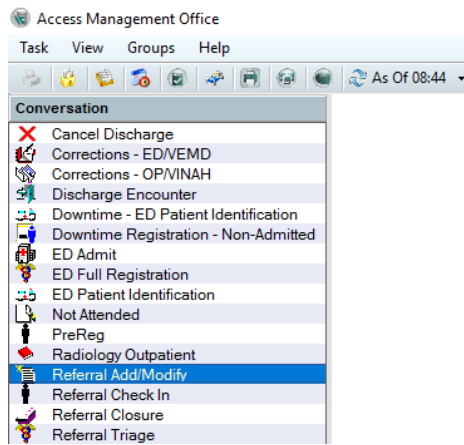 Access Management Office
Task View Groups Help
As Of 08:44
Conversation
Cancel Discharge
Corrections - ED/VEMD
Corrections - OP/VINAH
Discharge Encounter
Downtime - ED Patient Identification
Downtime Registration - Non-Admitted
ED Admit
ED Full Registration
ED Patient Identification
Not Attended
PreReg
Radiology Outpatient
Referral Add/Modify
Referral Check In
Referral Closure
Referral Triage